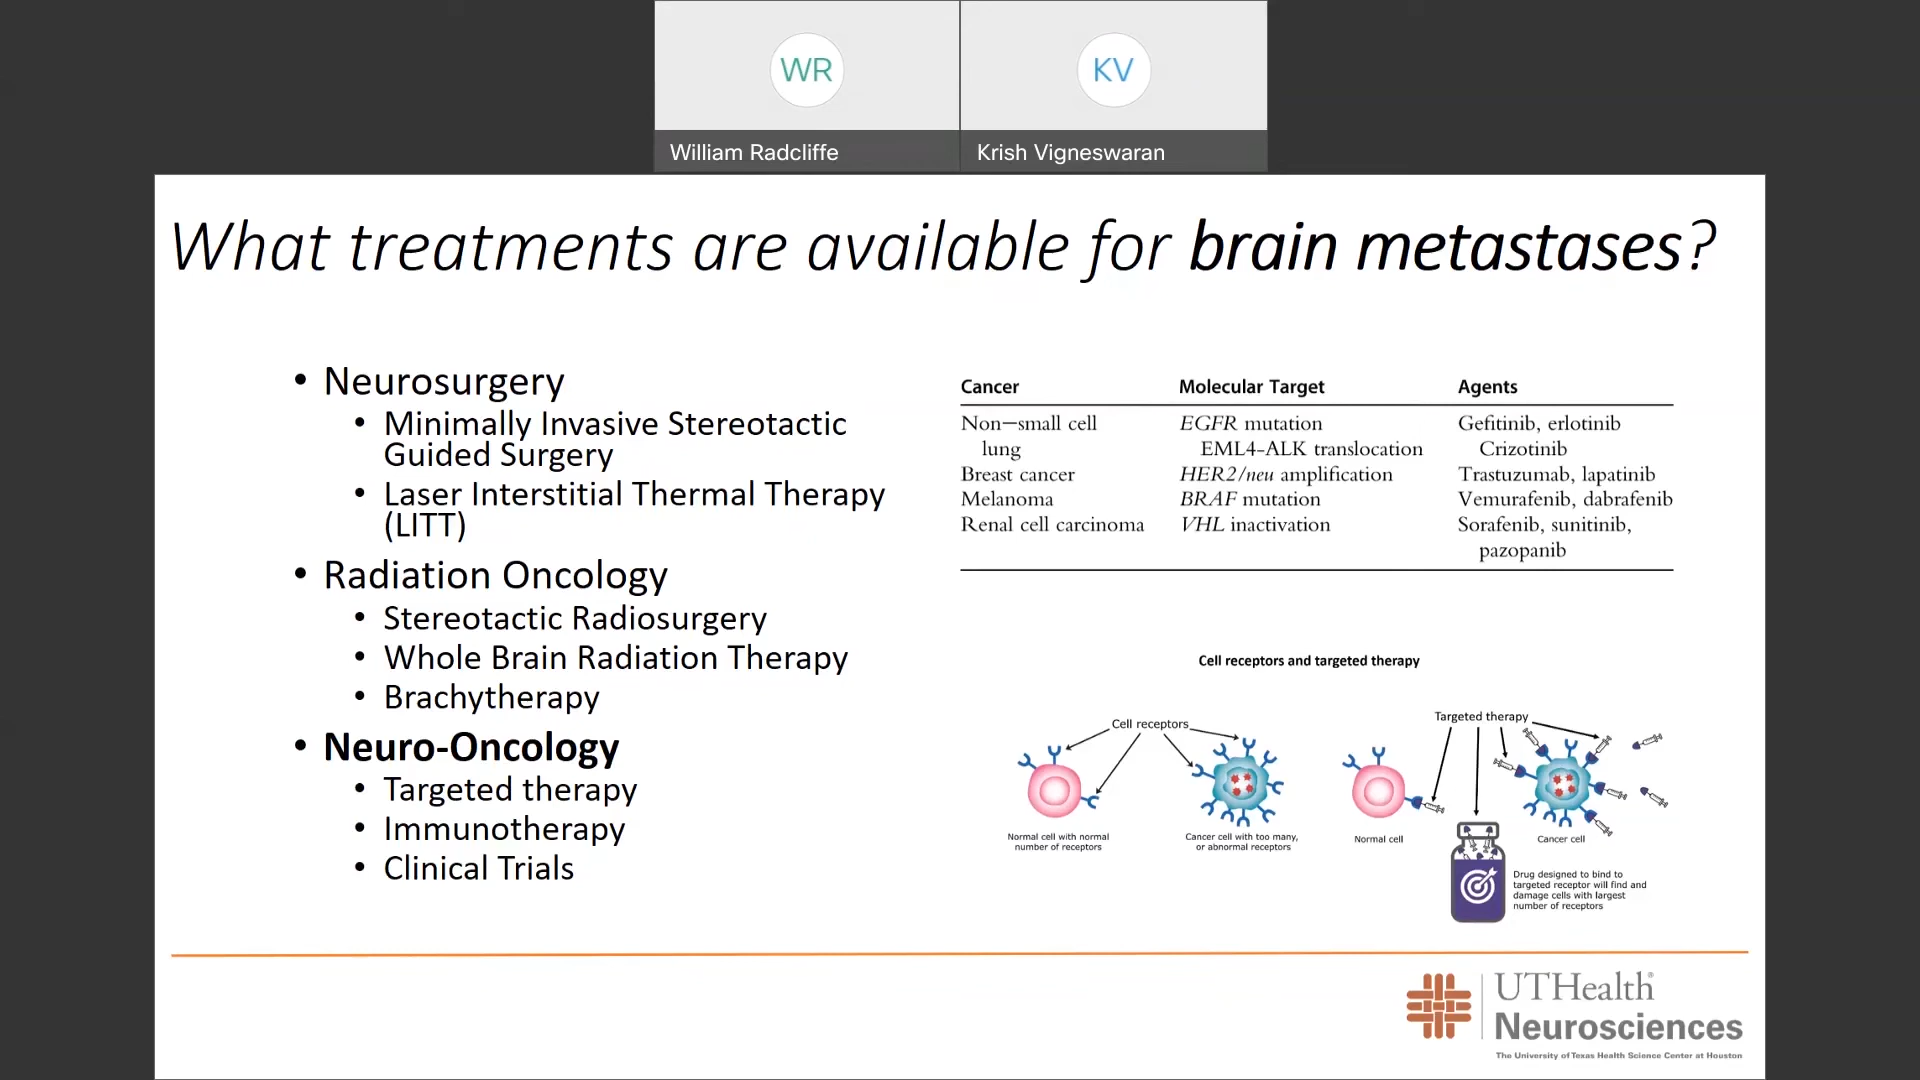 WR
KV
William Radcliffe
Krish Vigneswaran
What treatments are available for brain metastases?
• Neurosurgery
• Minimally Invasive Stereotactic
Guided Surgery
• Laser Interstitial Thermal Therapy
(LITT)
• Radiation Oncology
• Stereotactic Radiosurgery
• Whole Brain Radiation Therapy
• Brachytherapy
• Neuro-Oncology
• Targeted therapy
• Immunotherapy
• Clinical Trials
Cancer Molecular Target Agents
Non−small cell EGFR mutation Gefitinib, erlotinib
lung EML4-ALK translocation Crizotinib
Breast cancer HER2/neu amplification Trastuzumab, lapatinib
Melanoma BRAF mutation Vemurafenib, dabrafenib
Renal cell carcinoma VHL inactivation Sorafenib, sunitinib,
pazopanib
Cell receptors and targeted therapy
Cell receptors
Normal cell with normal
number of receptors
Cancer cell with too many,
or abnormal receptors
Targeted therapy
Normal cell
Cancer cell
Drug designed to bind to
targeted receptor will find and
damage cells with largest
number of receptors
UTHealth®
Neurosciences
The University of Texas Health Science Center at Houston